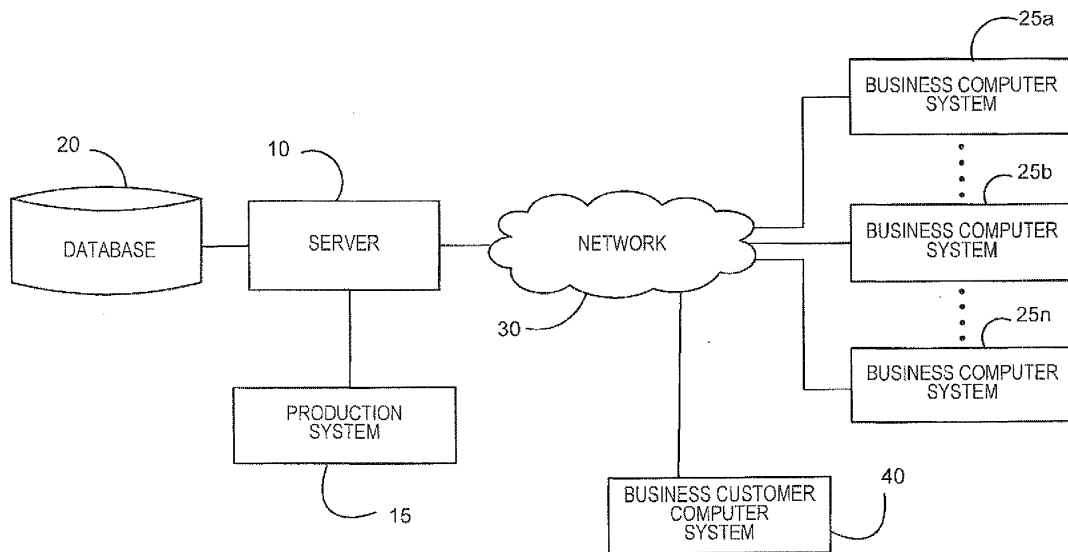 25a
BUSINESS COMPUTER
SYSTEM
20
10
25b
DATABASE
SERVER
NETWORK
BUSINESS COMPUTER
SYSTEM
30
25n
PRODUCTION
SYSTEM
BUSINESS COMPUTER
SYSTEM
15
BUSINESS CUSTOMER
COMPUTER
SYSTEM
40